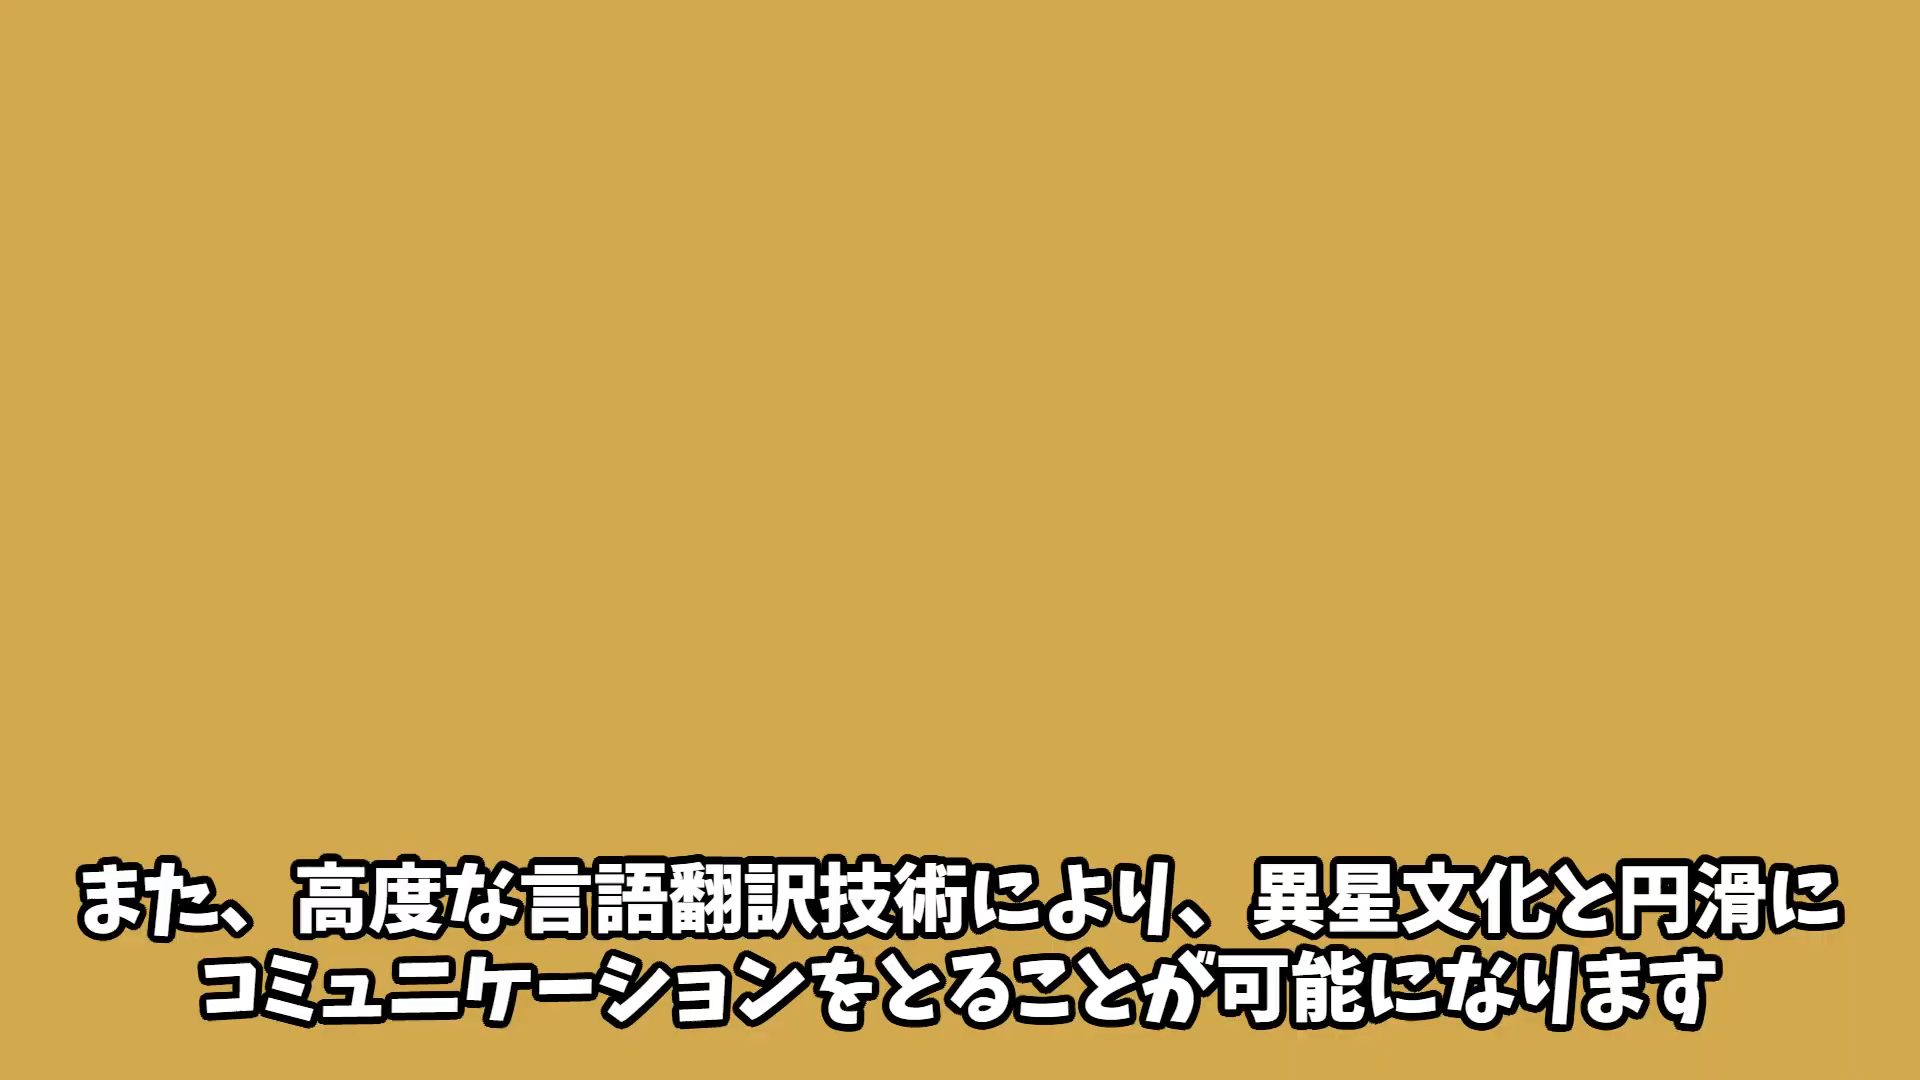 また、高度な言語翻訳技術により、異星文化と円滑に
コミュニケーションをとることが可能になります